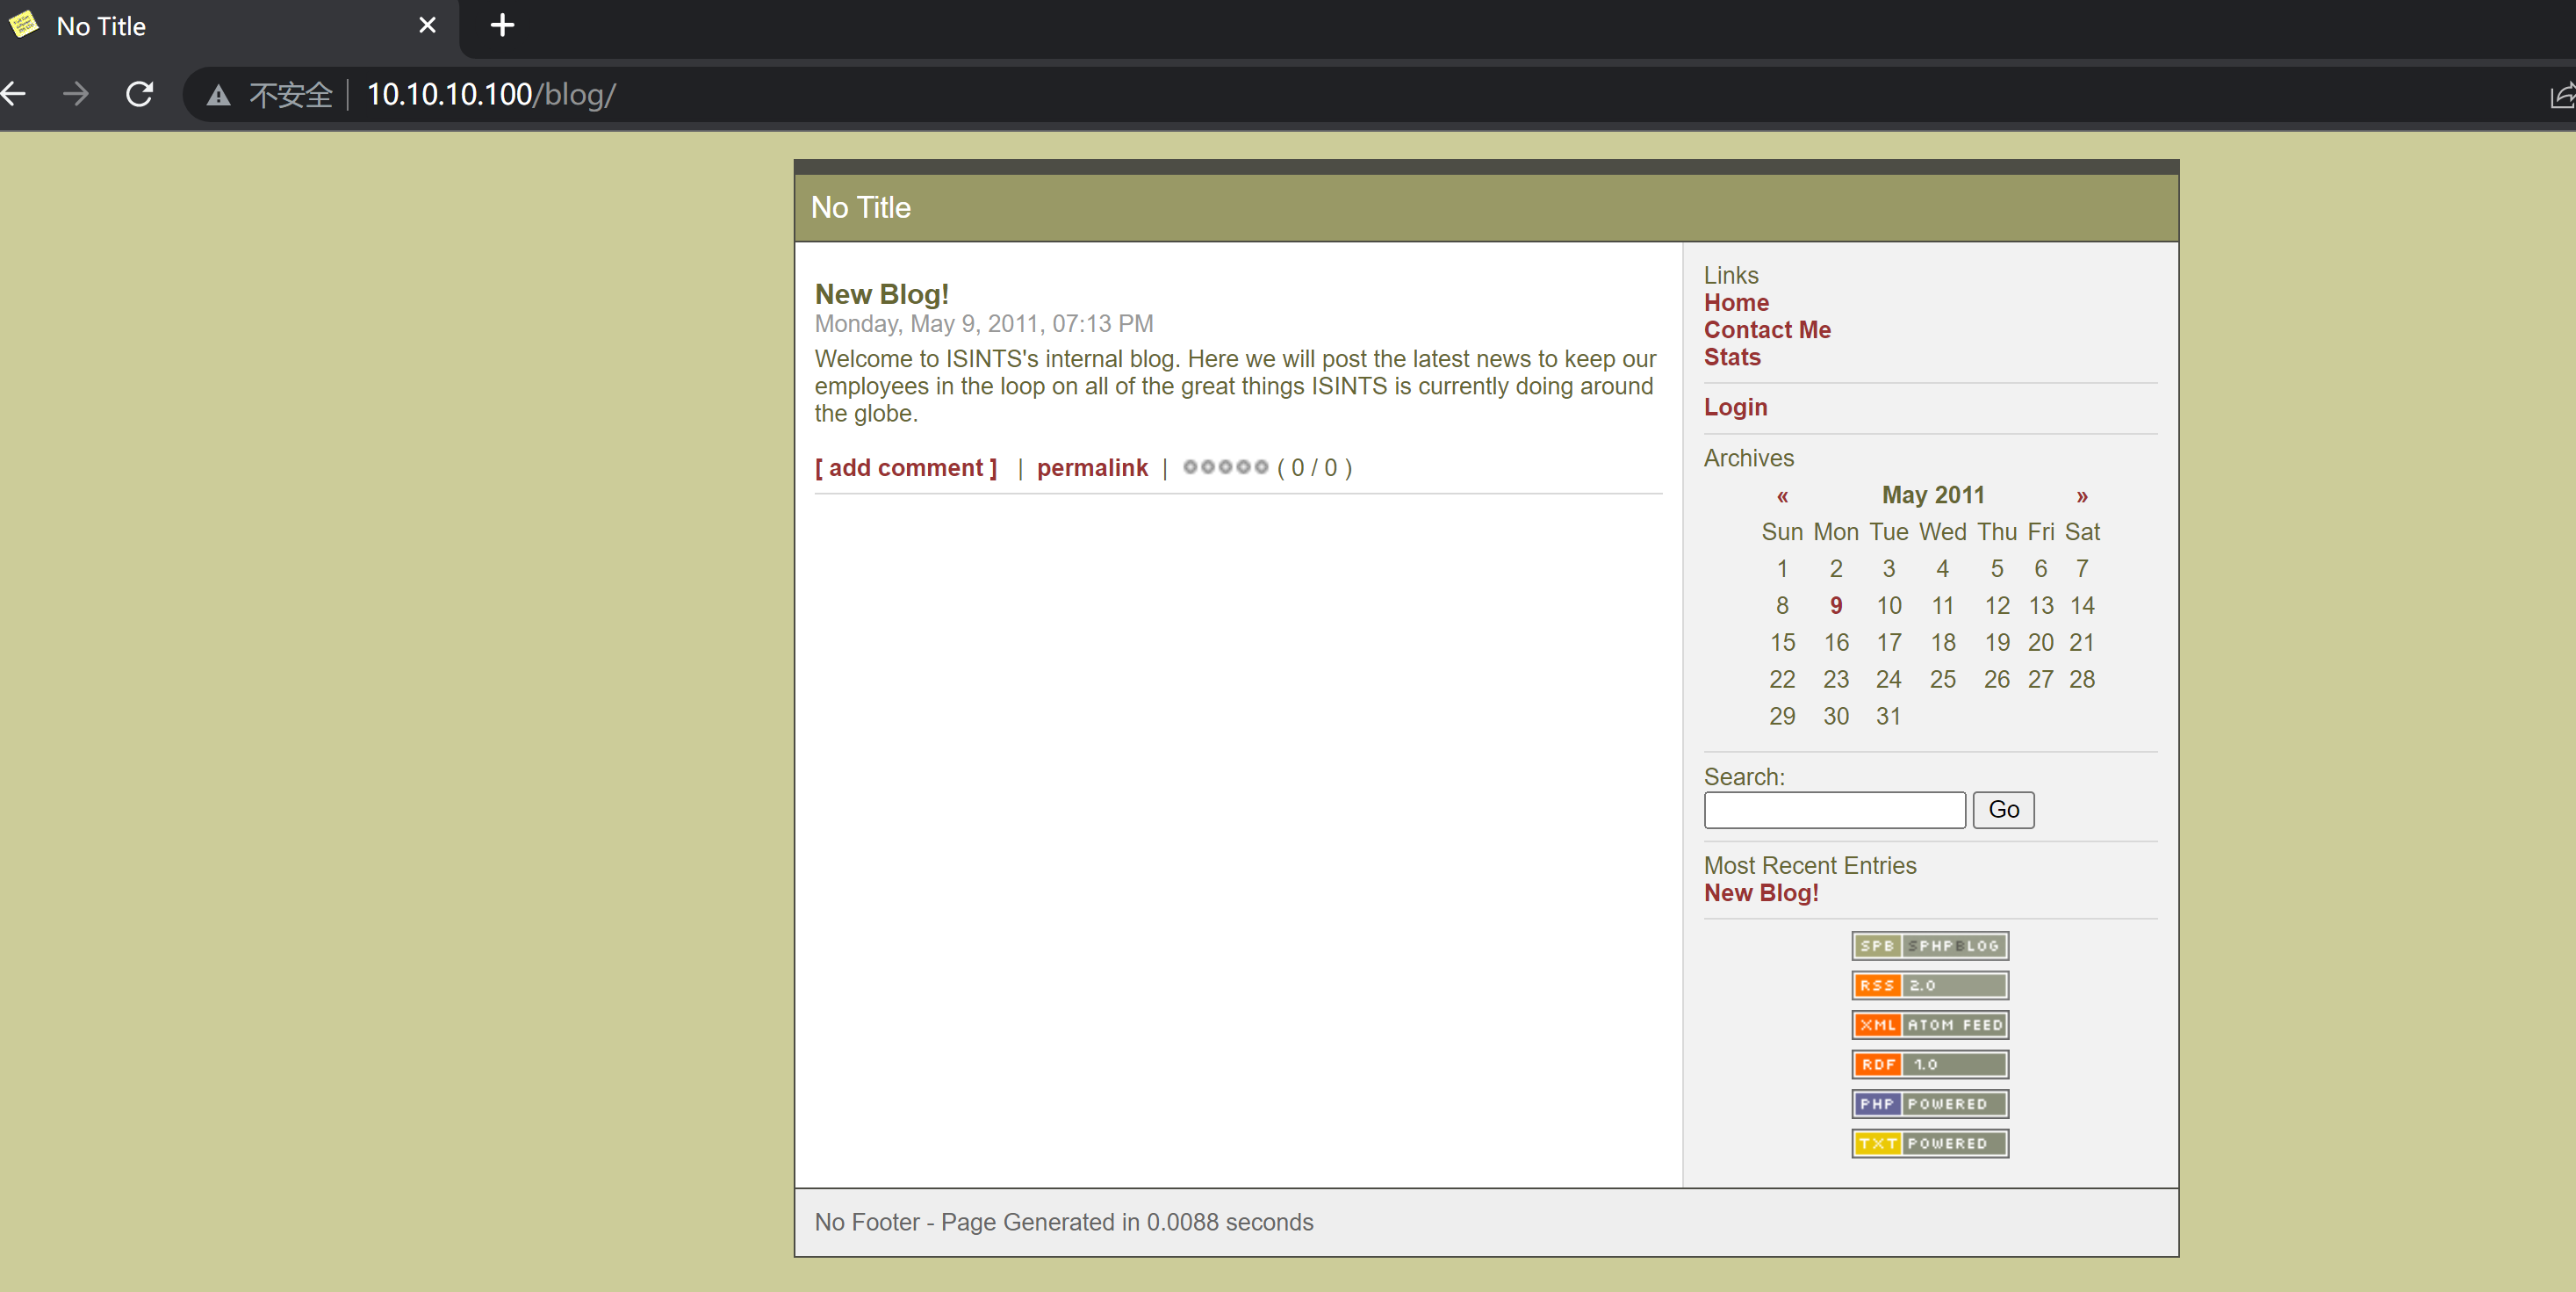 No Title
不安全 10.10.10.100/blog/
No Title
New Blog!
Monday, May 9, 2011, 07:13 PM
Welcome to ISINTS's internal blog. Here we will post the latest news to keep our
employees in the loop on all of the great things ISINTS is currently doing around
the globe.
[ add comment ] | permalink | ( 0 / 0 )
Links
Home
Contact Me
Stats
Login
Archives
« May 2011 »
Sun Mon Tue Wed Thu Fri Sat
1 2 3 4 5 6 7
8 9 10 11 12 13 14
15 16 17 18 19 20 21
22 23 24 25 26 27 28
29 30 31
Search:
Go
Most Recent Entries
New Blog!
SPB SPHPBLOG
RSS 2.0
XML ATOM FEED
RDF 1.0
PHP POWERED
TXT POWERED
No Footer - Page Generated in 0.0088 seconds